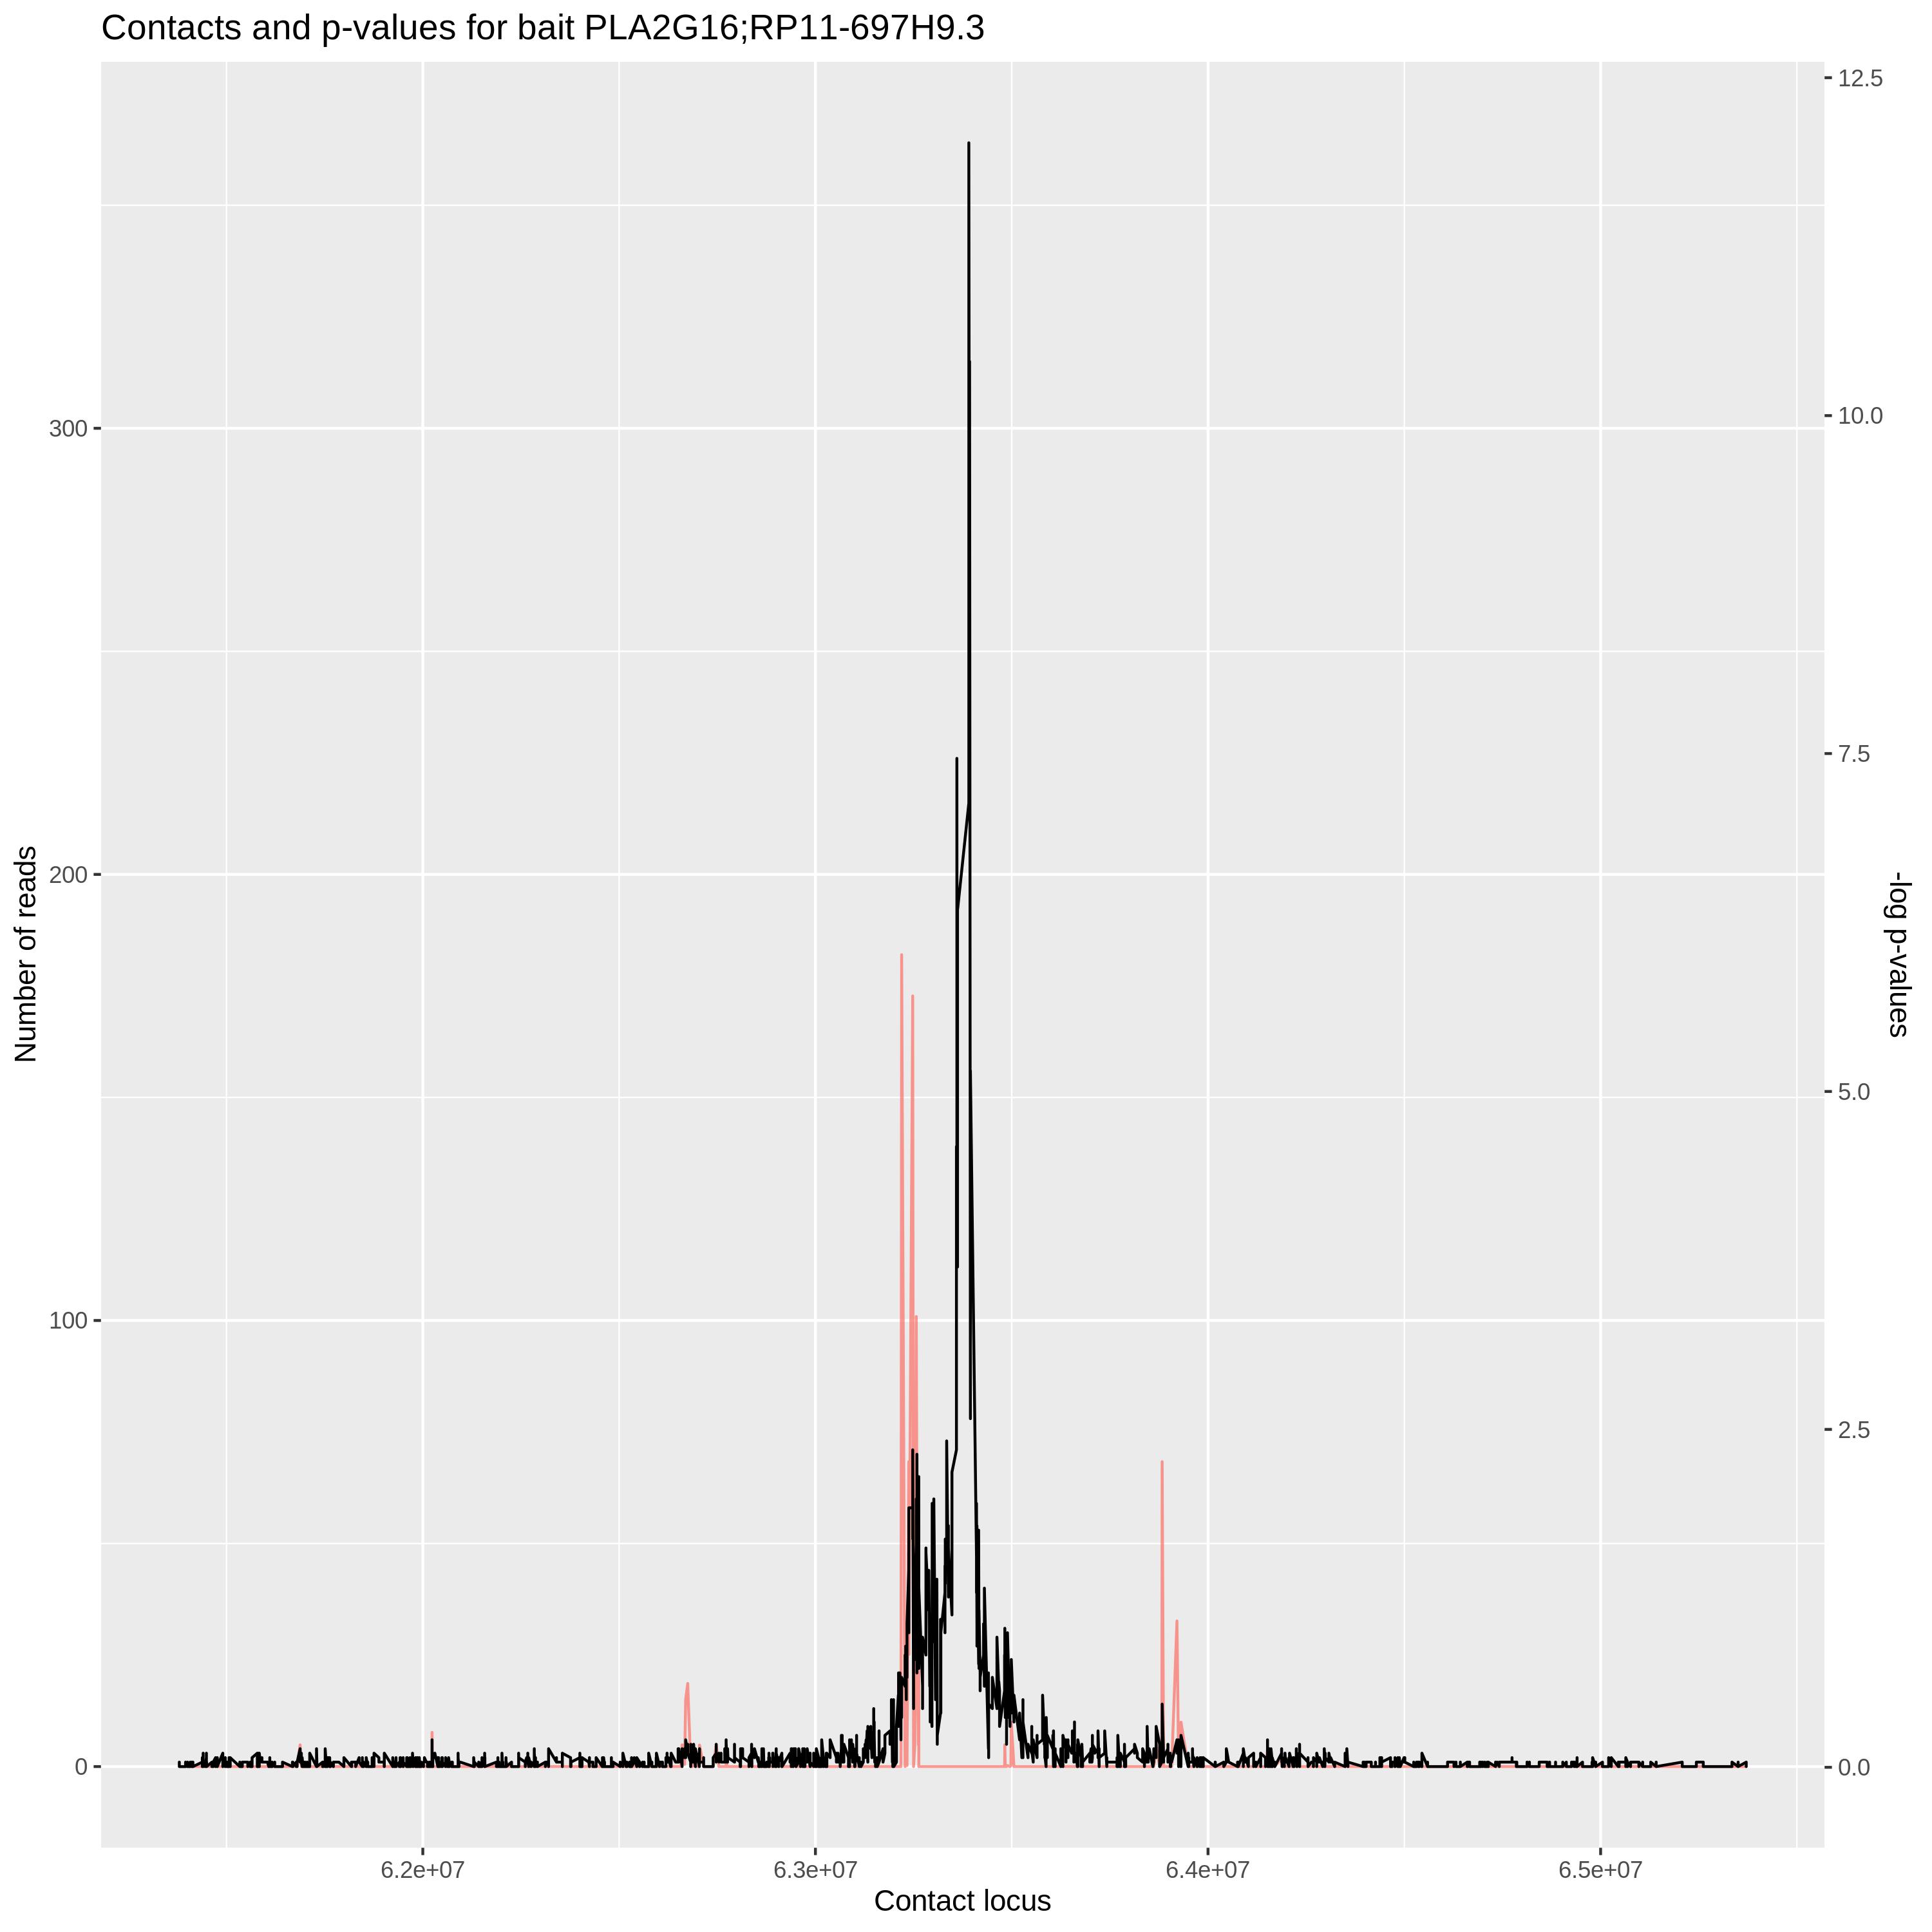 Contacts and p-values for bait PLA2G16;RP11-697H9.3
12.5
10.0
7.5
5.0
2.5
0.0
-log p-values
300
200
100
0
Number of reads
6.2e+07
6.3e+07
6.4e+07
6.5e+07
Contact locus